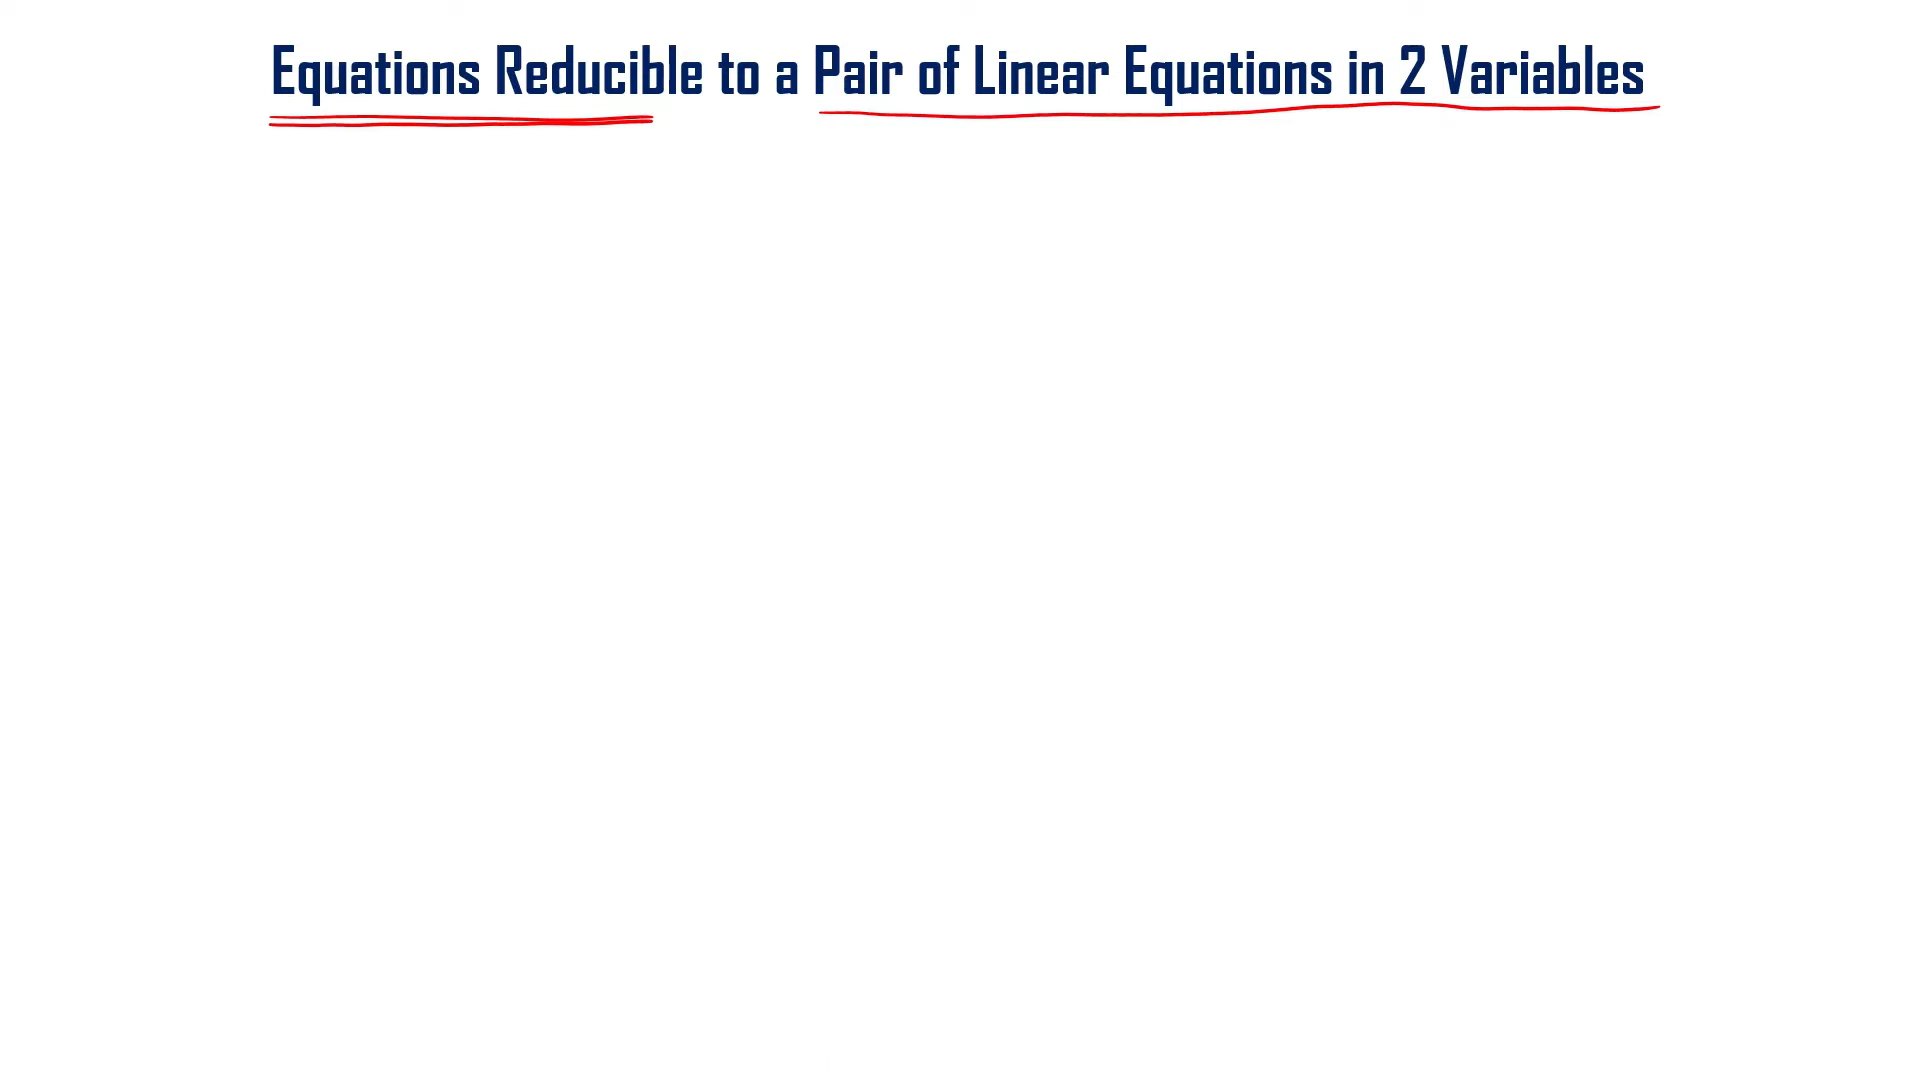 Equations Reducible to a Pair of Linear Equations in 2 Variables